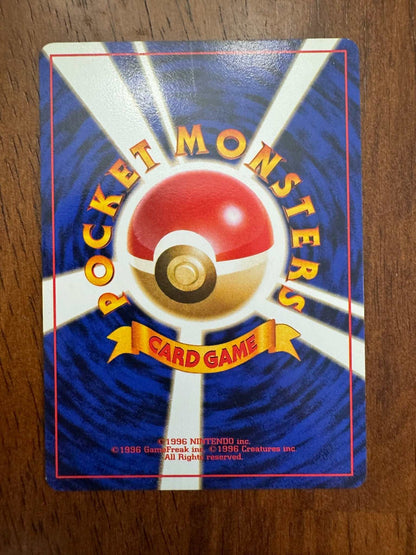 POCKET MONSTERS
CARD GAME
©1996 NINTENDO inc.
©1996 GameFreak inc. ©1996 Creatures inc.
All Rights reserved.